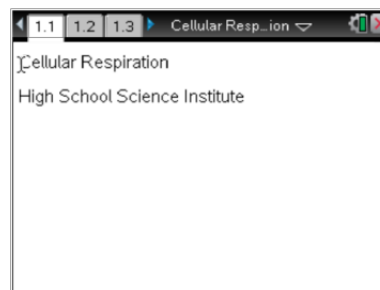 1.1 1.2 1.3 Cellular Resp...ion
Cellular Respiration
High School Science Institute